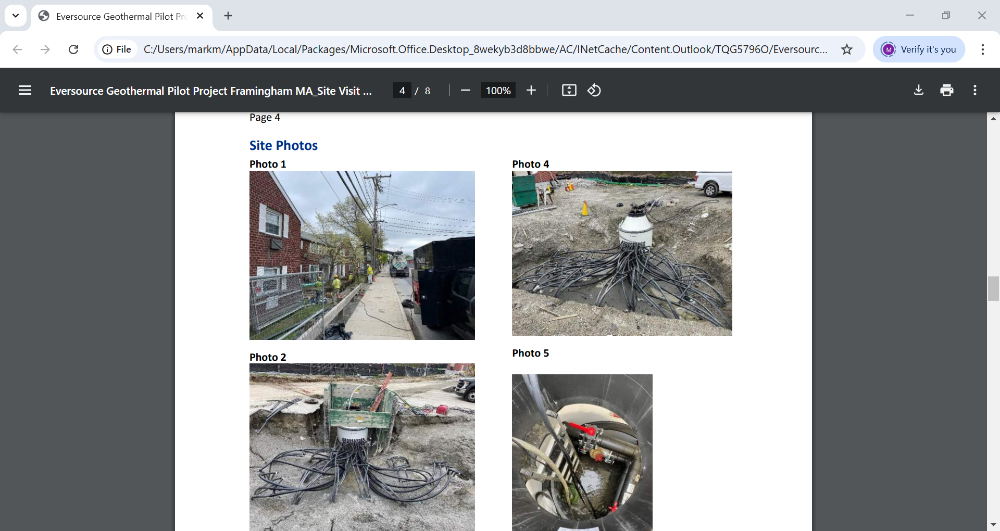 Eversource Geothermal Pilot Pr
File
C:/Users/markm/AppData/Local/Packages/Microsoft.Office.Desktop_8wekyb3d8bbwe/AC/INetCache/Content.Outlook/TQG5796O/Eversourc...
M
Verify it's you
Eversource Geothermal Pilot Project Framingham MA_Site Visit ...
4 / 8
100%
Page 4
Site Photos
Photo 1
Photo 4
Photo 2
Photo 5